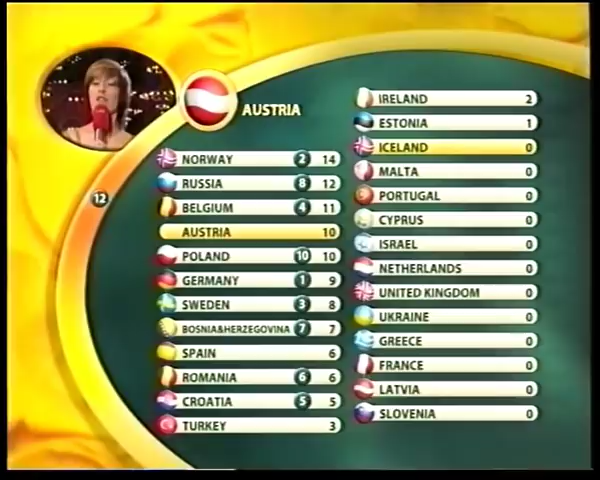 AUSTRIA
12
NORWAY 2 14
RUSSIA 8 12
BELGIUM 4 11
AUSTRIA 10
POLAND 10 10
GERMANY 1 9
SWEDEN 3 8
BOSNIA&HERZEGOVINA 7 7
SPAIN 6
ROMANIA 6 6
CROATIA 5 5
TURKEY 3
IRELAND 2
ESTONIA 1
ICELAND 0
MALTA 0
PORTUGAL 0
CYPRUS 0
ISRAEL 0
NETHERLANDS 0
UNITED KINGDOM 0
UKRAINE 0
GREECE 0
FRANCE 0
LATVIA 0
SLOVENIA 0